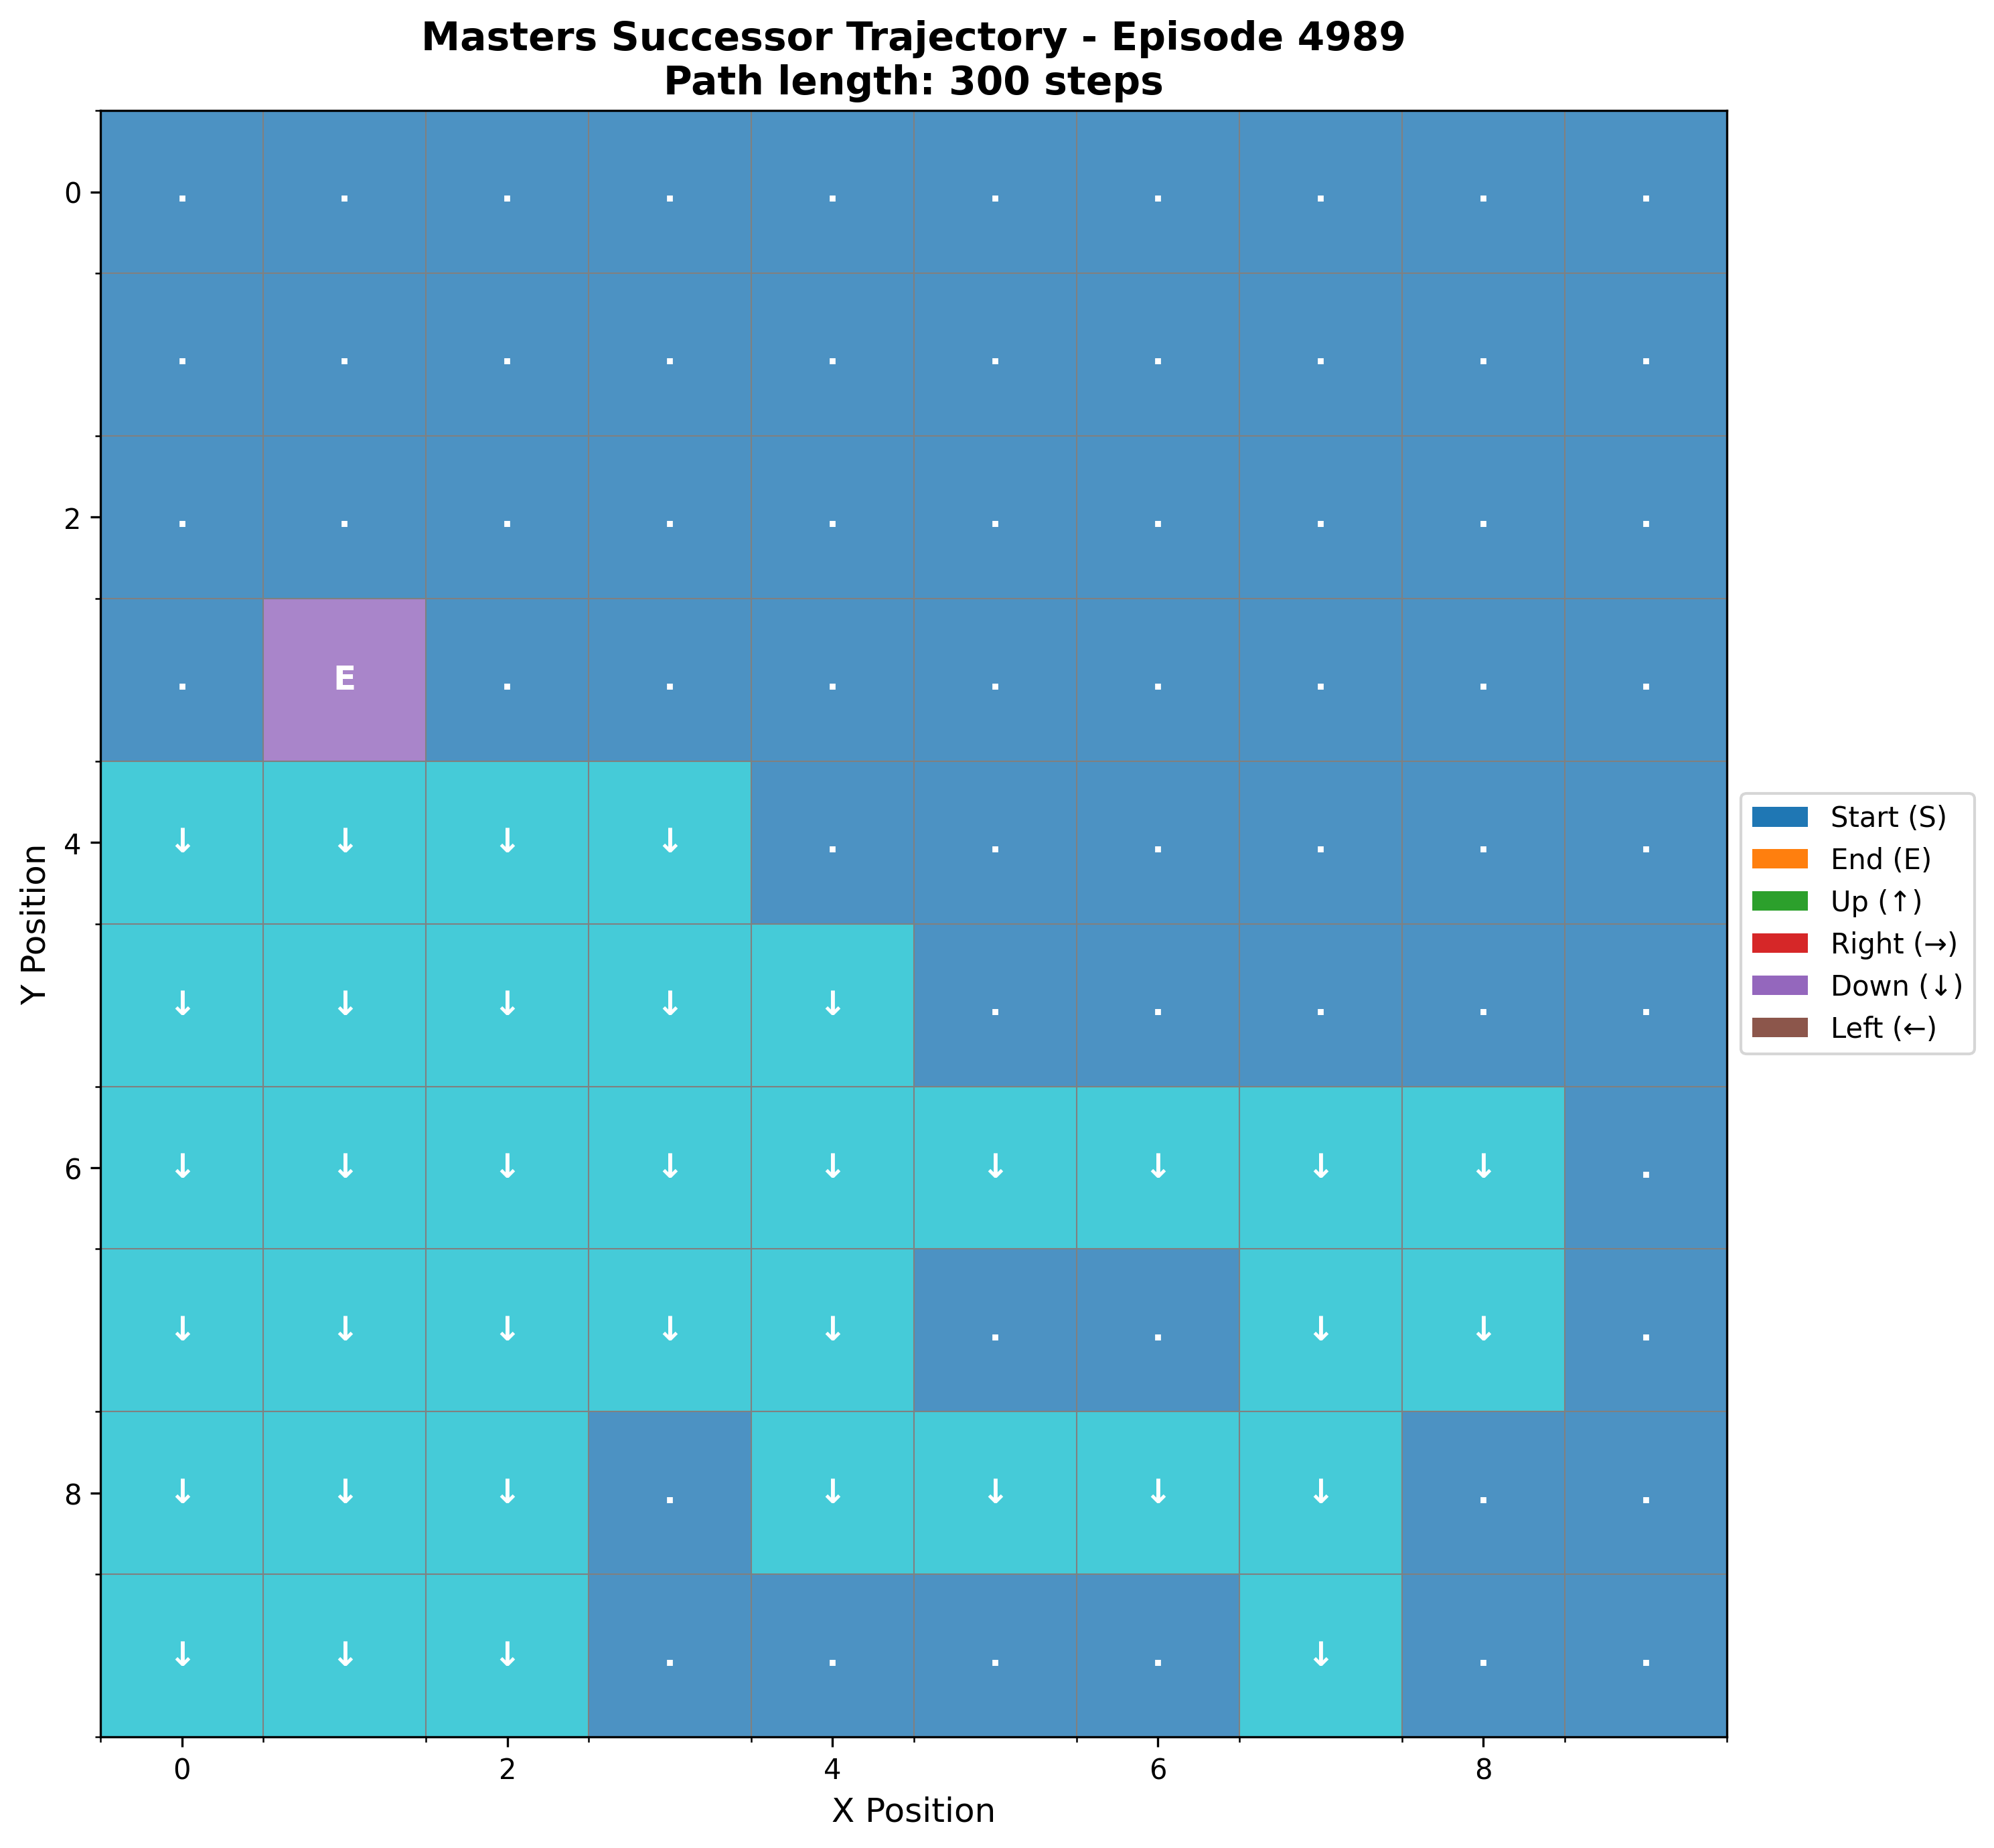 Masters Successor Trajectory - Episode 4989
Path length: 300 steps
0
. . . . . . . . . .
. . . . . . . . . .
2
. . . . . . . . . .
. E . . . . . . . .
4
↓ ↓ ↓ ↓ . . . . . .
↓ ↓ ↓ ↓ ↓ . . . . .
6
↓ ↓ ↓ ↓ ↓ ↓ ↓ ↓ ↓ .
↓ ↓ ↓ ↓ ↓ . . ↓ ↓ .
8
↓ ↓ ↓ . ↓ ↓ ↓ ↓ . .
↓ ↓ ↓ . . . . ↓ . .
0 2 4 6 8
X Position
Y Position
Start (S)
End (E)
Up (↑)
Right (→)
Down (↓)
Left (←)